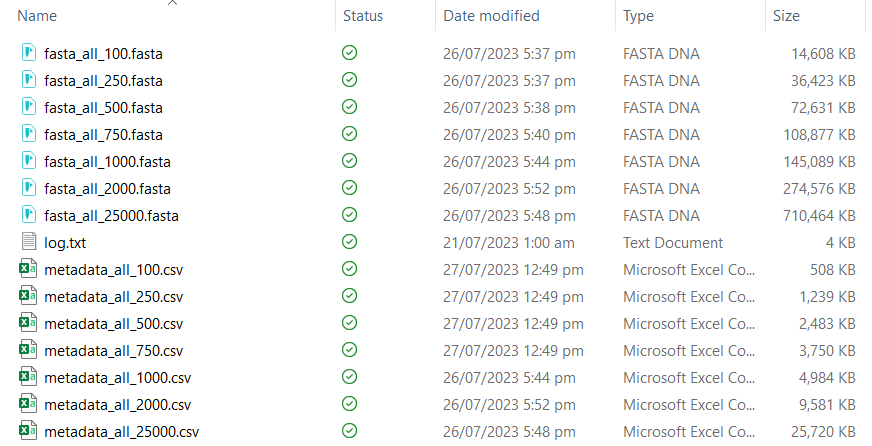 Name Status Date modified Type Size
fasta_all_100.fasta 26/07/2023 5:37 pm FASTA DNA 14,608 KB
fasta_all_250.fasta 26/07/2023 5:37 pm FASTA DNA 36,423 KB
fasta_all_500.fasta 26/07/2023 5:38 pm FASTA DNA 72,631 KB
fasta_all_750.fasta 26/07/2023 5:40 pm FASTA DNA 108,877 KB
fasta_all_1000.fasta 26/07/2023 5:44 pm FASTA DNA 145,089 KB
fasta_all_2000.fasta 26/07/2023 5:52 pm FASTA DNA 274,576 KB
fasta_all_25000.fasta 26/07/2023 5:48 pm FASTA DNA 710,464 KB
log.txt 21/07/2023 1:00 am Text Document 4 KB
metadata_all_100.csv 27/07/2023 12:49 pm Microsoft Excel Co... 508 KB
metadata_all_250.csv 27/07/2023 12:49 pm Microsoft Excel Co... 1,239 KB
metadata_all_500.csv 27/07/2023 12:49 pm Microsoft Excel Co... 2,483 KB
metadata_all_750.csv 27/07/2023 12:49 pm Microsoft Excel Co... 3,750 KB
metadata_all_1000.csv 26/07/2023 5:44 pm Microsoft Excel Co... 4,984 KB
metadata_all_2000.csv 26/07/2023 5:52 pm Microsoft Excel Co... 9,581 KB
metadata_all_25000.csv 26/07/2023 5:48 pm Microsoft Excel Co... 25,720 KB